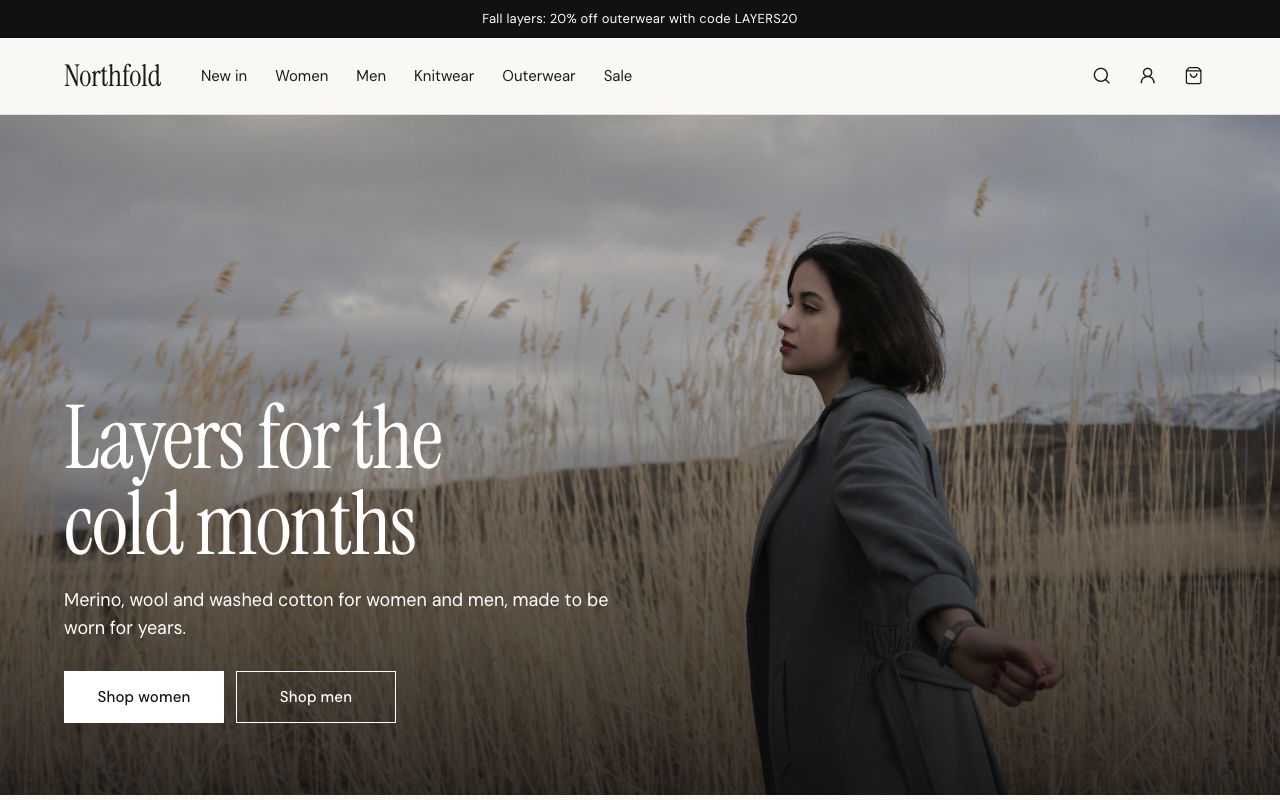 Fall layers: 20% off outerwear with code LAYERS20
Northfold
New in
Women
Men
Knitwear
Outerwear
Sale
Layers for the
cold months
Merino, wool and washed cotton for women and men, made to be
worn for years.
Shop women
Shop men